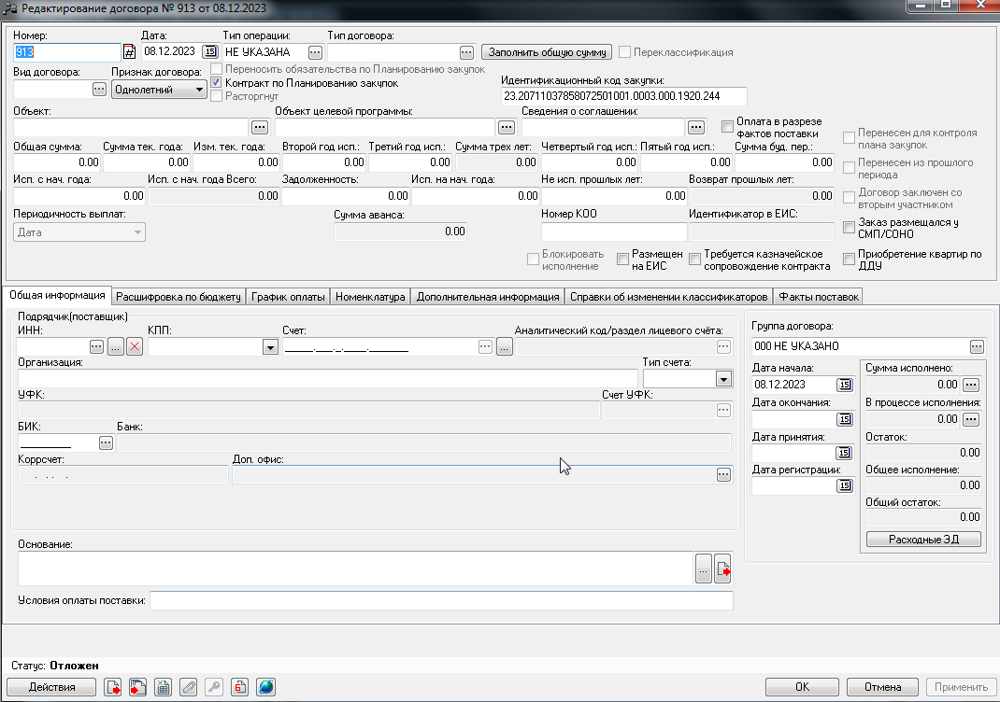 Редактирование договора № 913 от 08.12.2023
Номер: Дата: Тип операции: Тип договора:
913 08.12.2023 15 НЕ УКАЗАНА ... ... Заполнить общую сумму Переклассификация
Вид договора: Признак договора: Переносить обязательства по Планированию закупок
... Однолетний Контракт по Планированию закупок Идентификационный код закупки:
Расторгнут 23.20711037858072501001.0003.000.1920.244
Объект: Объект целевой программы: Сведения о соглашении:
... ... ... Оплата в разрезе фактов поставки
Перенесен для контроля плана закупок
Общая сумма: Сумма тек. года: Изм. тек. года: Второй год исп.: Третий год исп.: Сумма трех лет: Четвертый год исп.: Пятый год исп.: Сумма буд. пер.:
0.00 0.00 0.00 0.00 0.00 0.00 0.00 0.00 0.00
Перенесен из прошлого периода
Исп. с нач. года: Исп. с нач. года Всего: Задолженность: Исп. на нач. года: Не исп. прошлых лет: Возврат прошлых лет:
0.00 0.00 0.00 0.00 0.00 0.00
Договор заключен со вторым участником
Периодичность выплат: Сумма аванса: Номер КОО Идентификатор в ЕИС:
Дата 0.00
Заказ размещался у СМП/СОНО
Блокировать исполнение Размещен на ЕИС Требуется казначейское сопровождение контракта Приобретение квартир по ДДУ
Общая информация Расшифровка по бюджету График оплаты Номенклатура Дополнительная информация Справки об изменении классификаторов Факты поставок
Подрядчик(поставщик)
ИНН: КПП: Счет: Аналитический код/раздел лицевого счёта:
Организация: Тип счета:
УФК: Счет УФК:
БИК: Банк:
Коррсчет: Доп. офис:
Основание:
Условия оплаты поставки:
Группа договора:
000 НЕ УКАЗАНО ...
Дата начала: Сумма исполнено:
08.12.2023 15 0.00 ...
Дата окончания: В процессе исполнения:
15 0.00 ...
Дата принятия: Остаток:
15 0.00
Дата регистрации: Общее исполнение:
15 0.00
Общий остаток:
0.00
Расходные ЭД
Статус: Отложен
Действия OK Отмена Применить